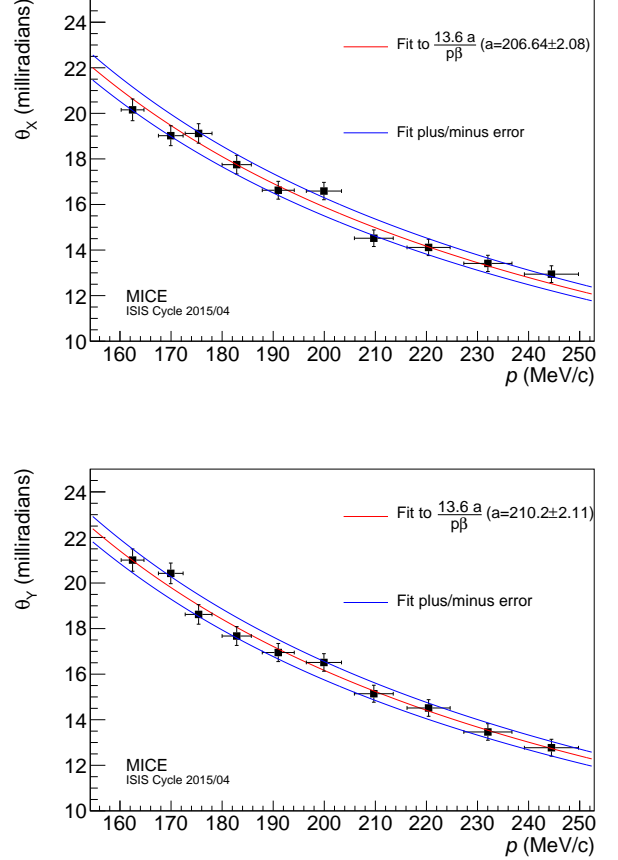 24
22
20
18
16
14
12
10
θX (milliradians)
Fit to 13.6 a / pβ (a=206.64±2.08)
Fit plus/minus error
MICE
ISIS Cycle 2015/04
160 170 180 190 200 210 220 230 240 250
p (MeV/c)
24
22
20
18
16
14
12
10
θY (milliradians)
Fit to 13.6 a / pβ (a=210.2±2.11)
Fit plus/minus error
MICE
ISIS Cycle 2015/04
160 170 180 190 200 210 220 230 240 250
p (MeV/c)